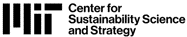 MIT Center for
Sustainability Science
and Strategy